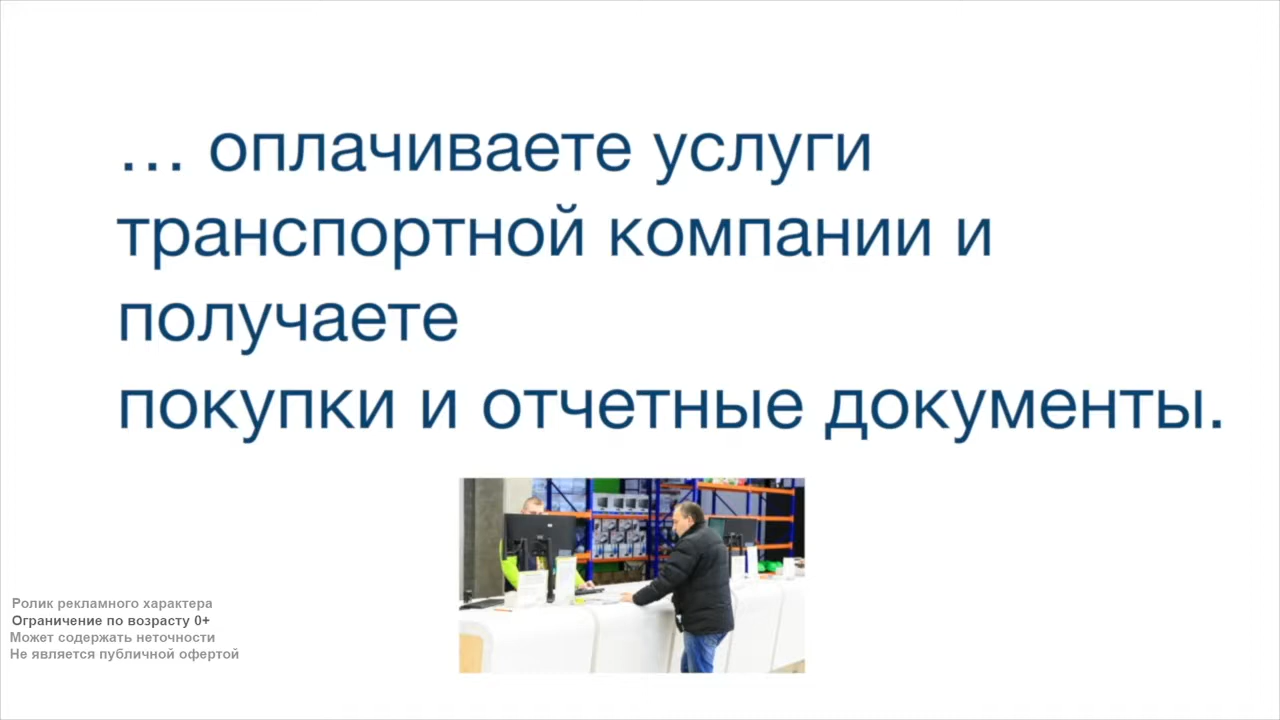 ... оплачиваете услуги
транспортной компании и
получаете
покупки и отчетные документы.
Ролик рекламного характера
Ограничение по возрасту 0+
Может содержать неточности
Не является публичной офертой